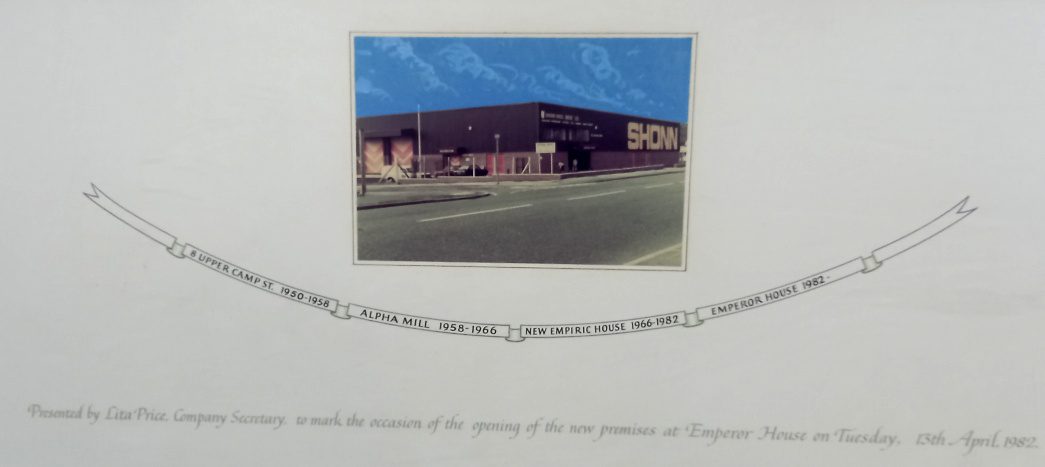 SHONN
8 UPPER CAMP ST. 1950-1958
ALPHA MILL 1958-1966
NEW EMPIRIC HOUSE 1966-1982
EMPEROR HOUSE 1982-
Presented by Lita Price, Company Secretary, to mark the occasion of the opening of the new premises at Emperor House on Tuesday, 13th April, 1982.